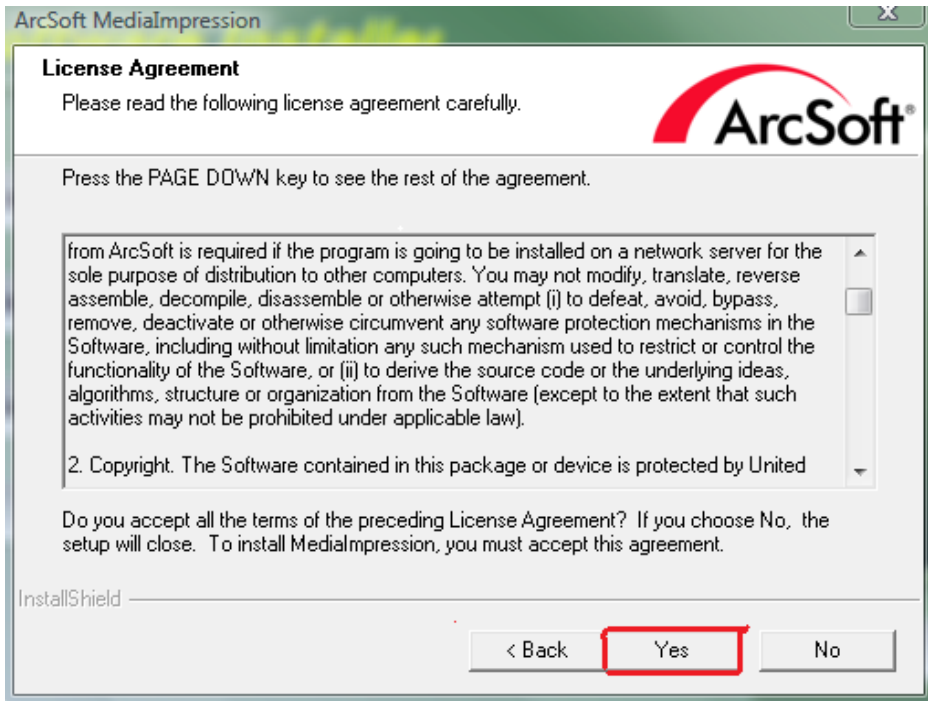 ArcSoft MediaImpression
License Agreement
Please read the following license agreement carefully.
ArcSoft®
Press the PAGE DOWN key to see the rest of the agreement.
from ArcSoft is required if the program is going to be installed on a network server for the
sole purpose of distribution to other computers. You may not modify, translate, reverse
assemble, decompile, disassemble or otherwise attempt (i) to defeat, avoid, bypass,
remove, deactivate or otherwise circumvent any software protection mechanisms in the
Software, including without limitation any such mechanism used to restrict or control the
functionality of the Software, or (ii) to derive the source code or the underlying ideas,
algorithms, structure or organization from the Software (except to the extent that such
activities may not be prohibited under applicable law).
2. Copyright. The Software contained in this package or device is protected by United
Do you accept all the terms of the preceding License Agreement? If you choose No, the
setup will close. To install MediaImpression, you must accept this agreement.
InstallShield
< Back
Yes
No